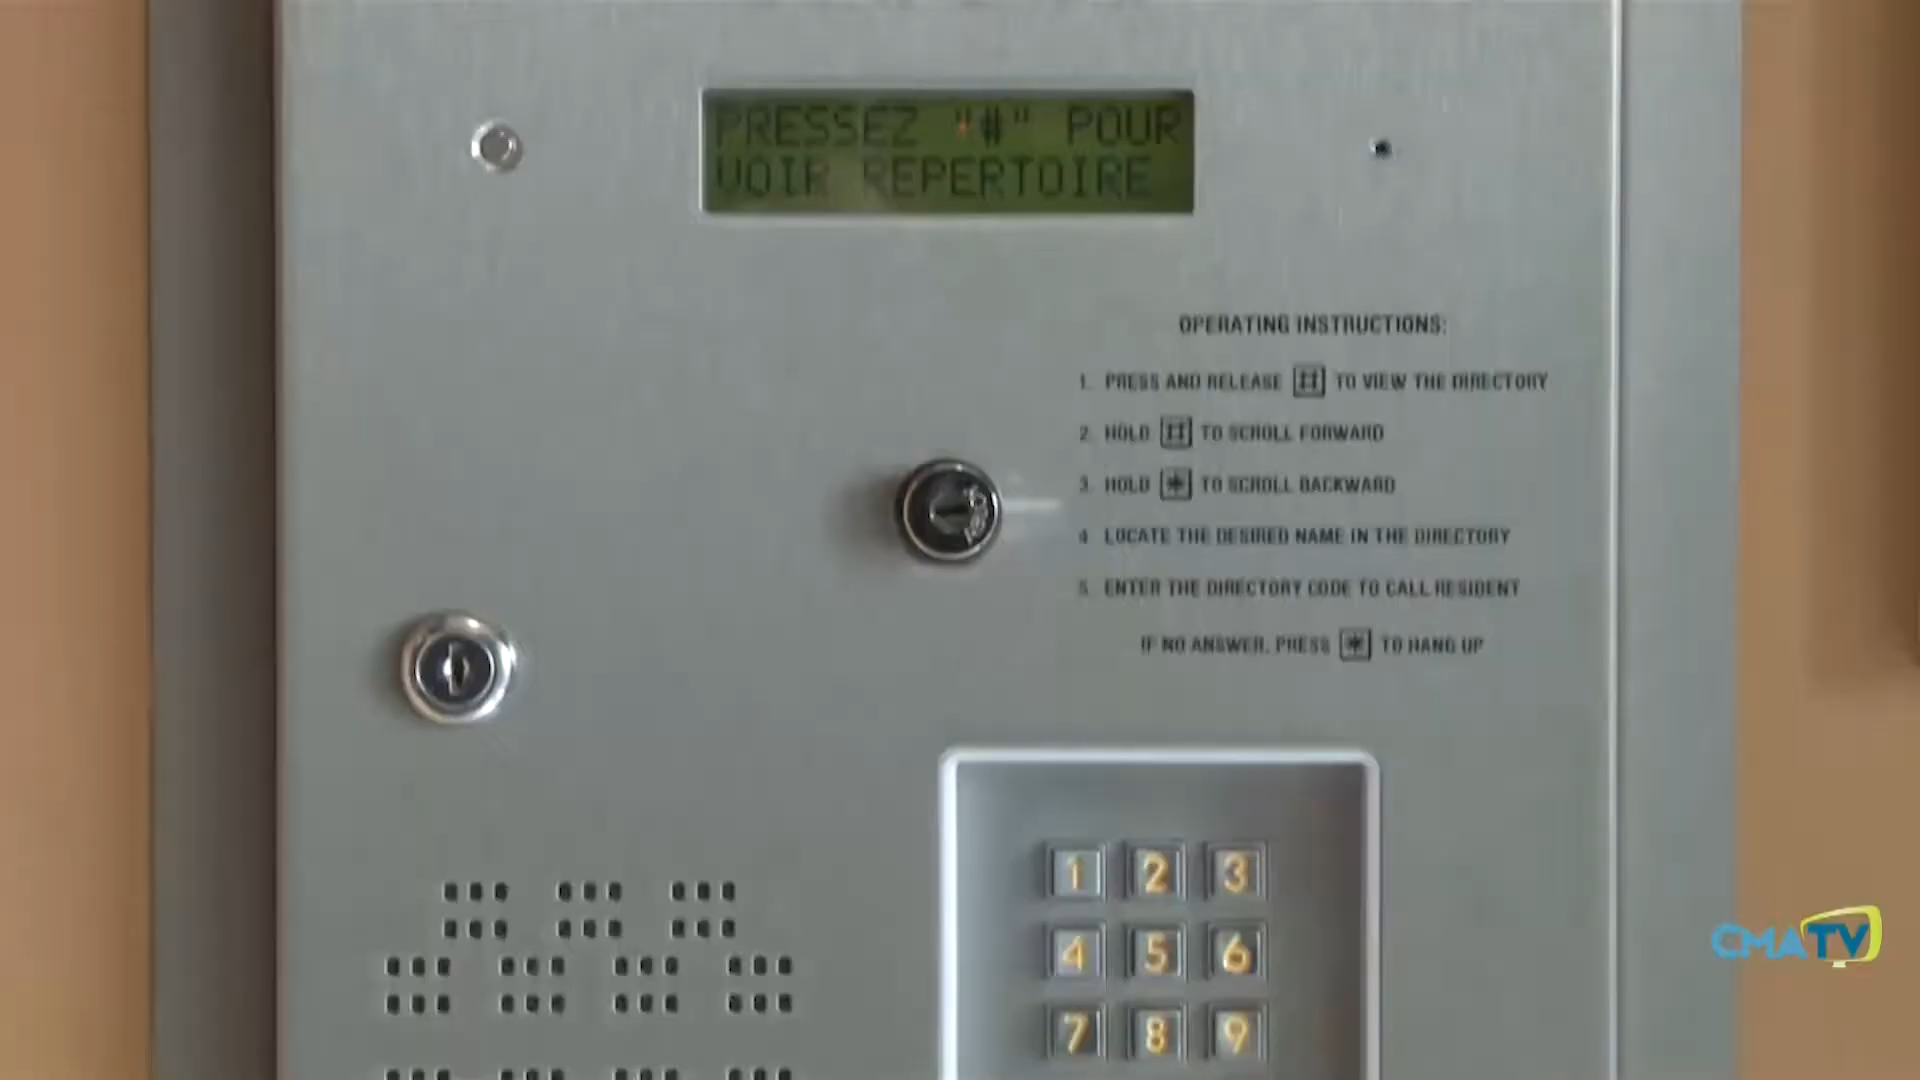 PRESSEZ "#" POUR
VOIR REPERTOIRE
OPERATING INSTRUCTIONS:
1. PRESS AND RELEASE # TO VIEW THE DIRECTORY
2. HOLD # TO SCROLL FORWARD
3. HOLD * TO SCROLL BACKWARD
4. LOCATE THE DESIRED NAME IN THE DIRECTORY
5. ENTER THE DIRECTORY CODE TO CALL RESIDENT
IF NO ANSWER, PRESS * TO HANG UP
1 2 3
4 5 6
7 8 9
CMATV